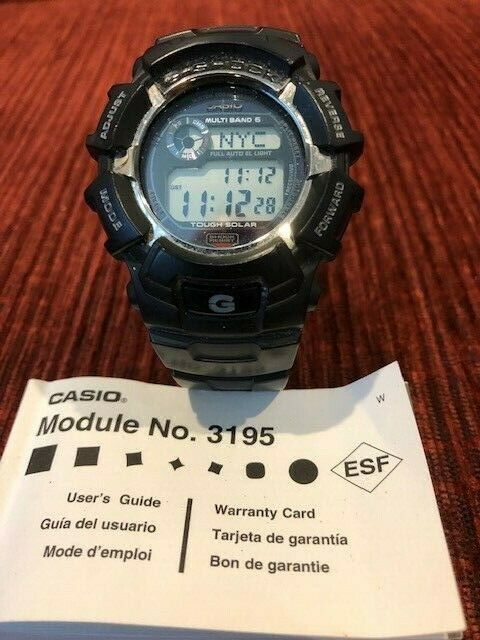 G-SHOCK
CASIO
ADJUST
REVERSE
MULTI BAND 6
NYC
FULL AUTO EL LIGHT
11:12
DST
11:12 28
MODE
FORWARD
TOUGH SOLAR
SHOCK
RESIST
G
CASIO®
W
Module No. 3195
ESF
User's Guide
Guía del usuario
Mode d'emploi
Warranty Card
Tarjeta de garantía
Bon de garantie